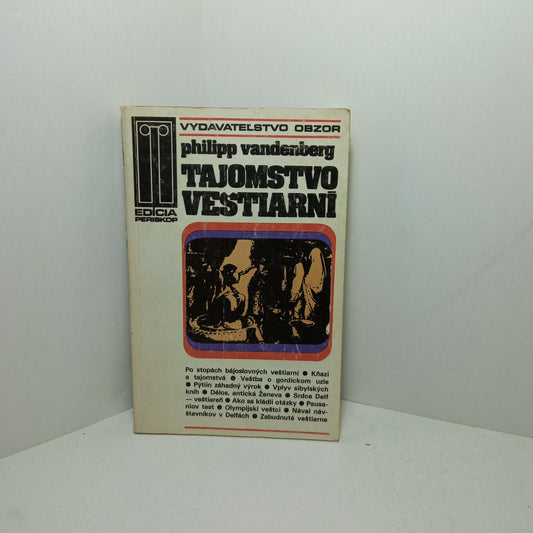 VYDAVATEĽSTVO OBZOR
philipp vandenberg
TAJOMSTVO
VEŠTIARNÍ
EDÍCIA
PERISKOP
Po stopách bájoslovných veštiarní ● Kňazi
a tajomstvá ● Veštba o gordickom uzle
● Pýtiin záhadný výrok ● Vplyv sibylských
kníh ● Délos, antická Ženeva ● Srdce Delf
— veštiareň ● Ako sa kládli otázky ● Pausa-
niov test ● Olympijskí veštci ● Nával náv-
števníkov v Delfách ● Zabudnuté veštiarne